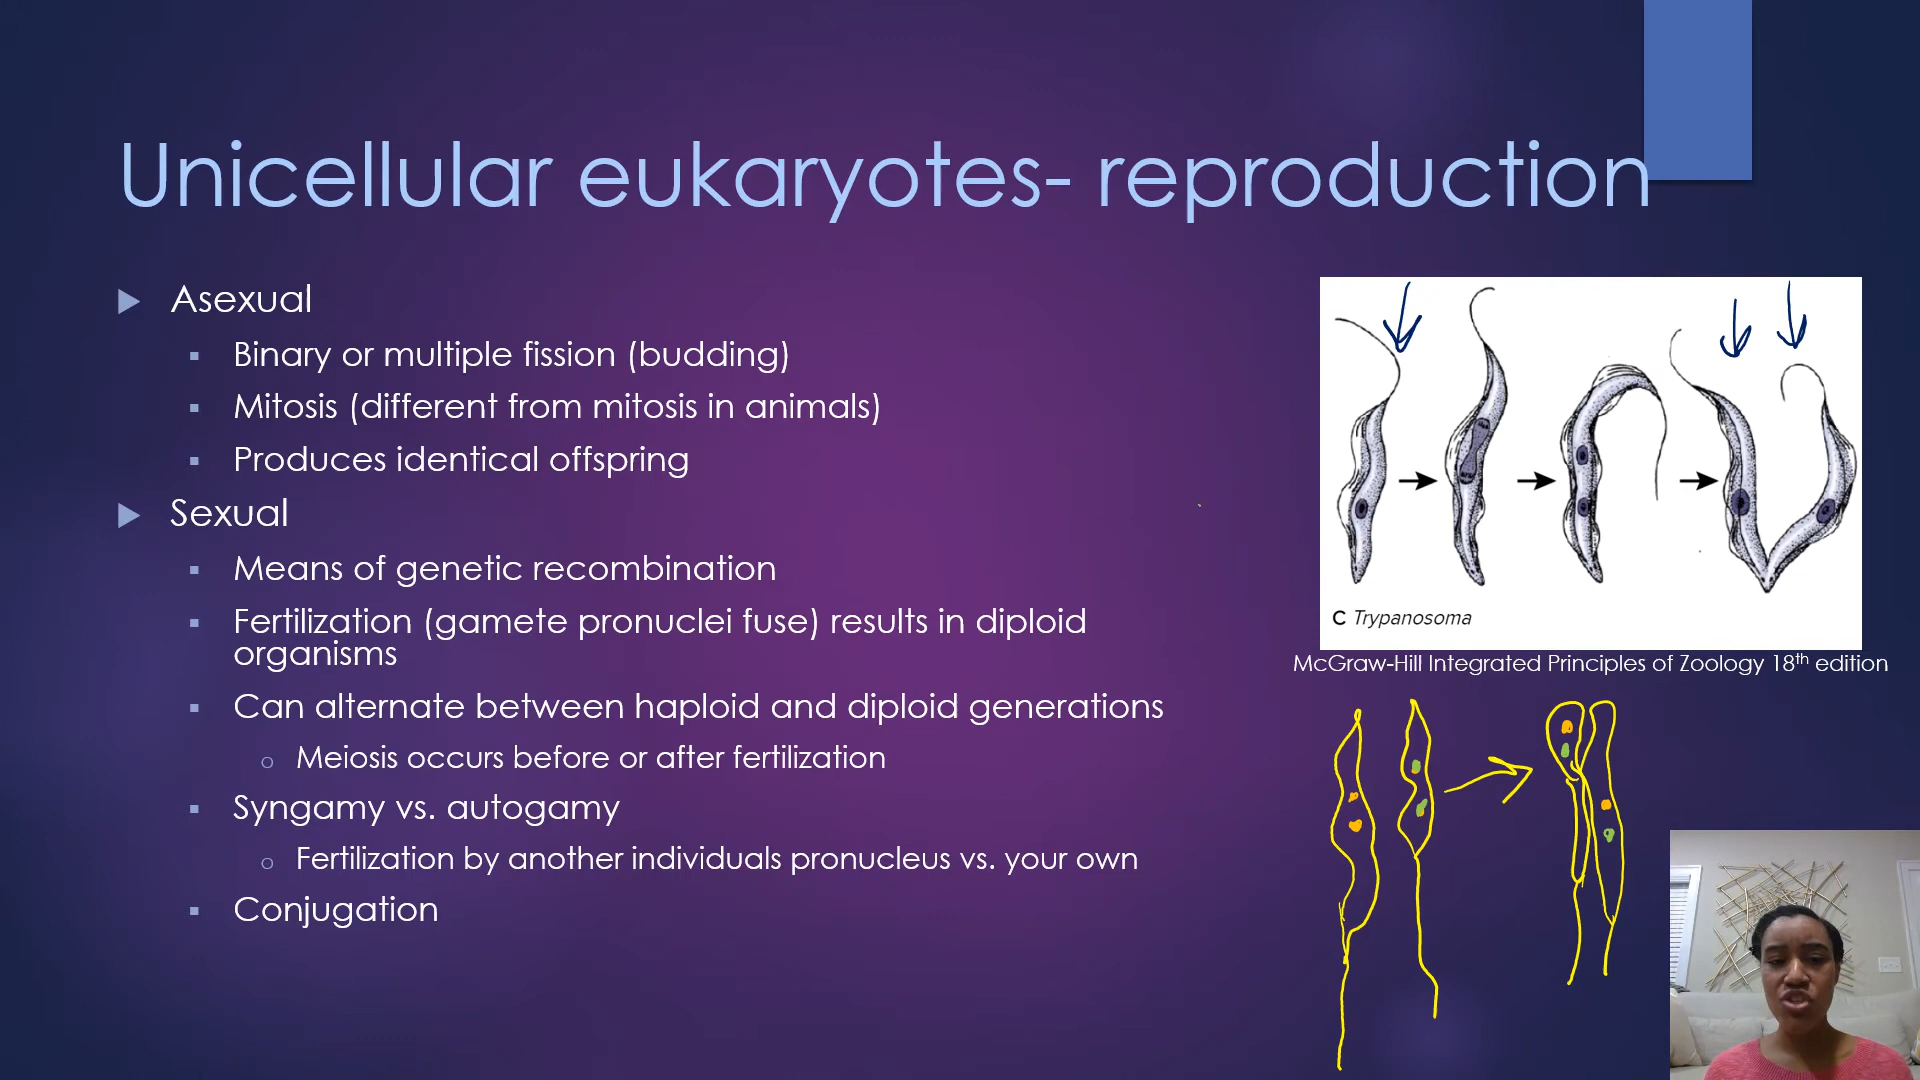 Unicellular eukaryotes- reproduction
Asexual
Binary or multiple fission (budding)
Mitosis (different from mitosis in animals)
Produces identical offspring
Sexual
Means of genetic recombination
Fertilization (gamete pronuclei fuse) results in diploid
organisms
Can alternate between haploid and diploid generations
Meiosis occurs before or after fertilization
Syngamy vs. autogamy
Fertilization by another individuals pronucleus vs. your own
Conjugation
C Trypanosoma
McGraw-Hill Integrated Principles of Zoology 18th edition